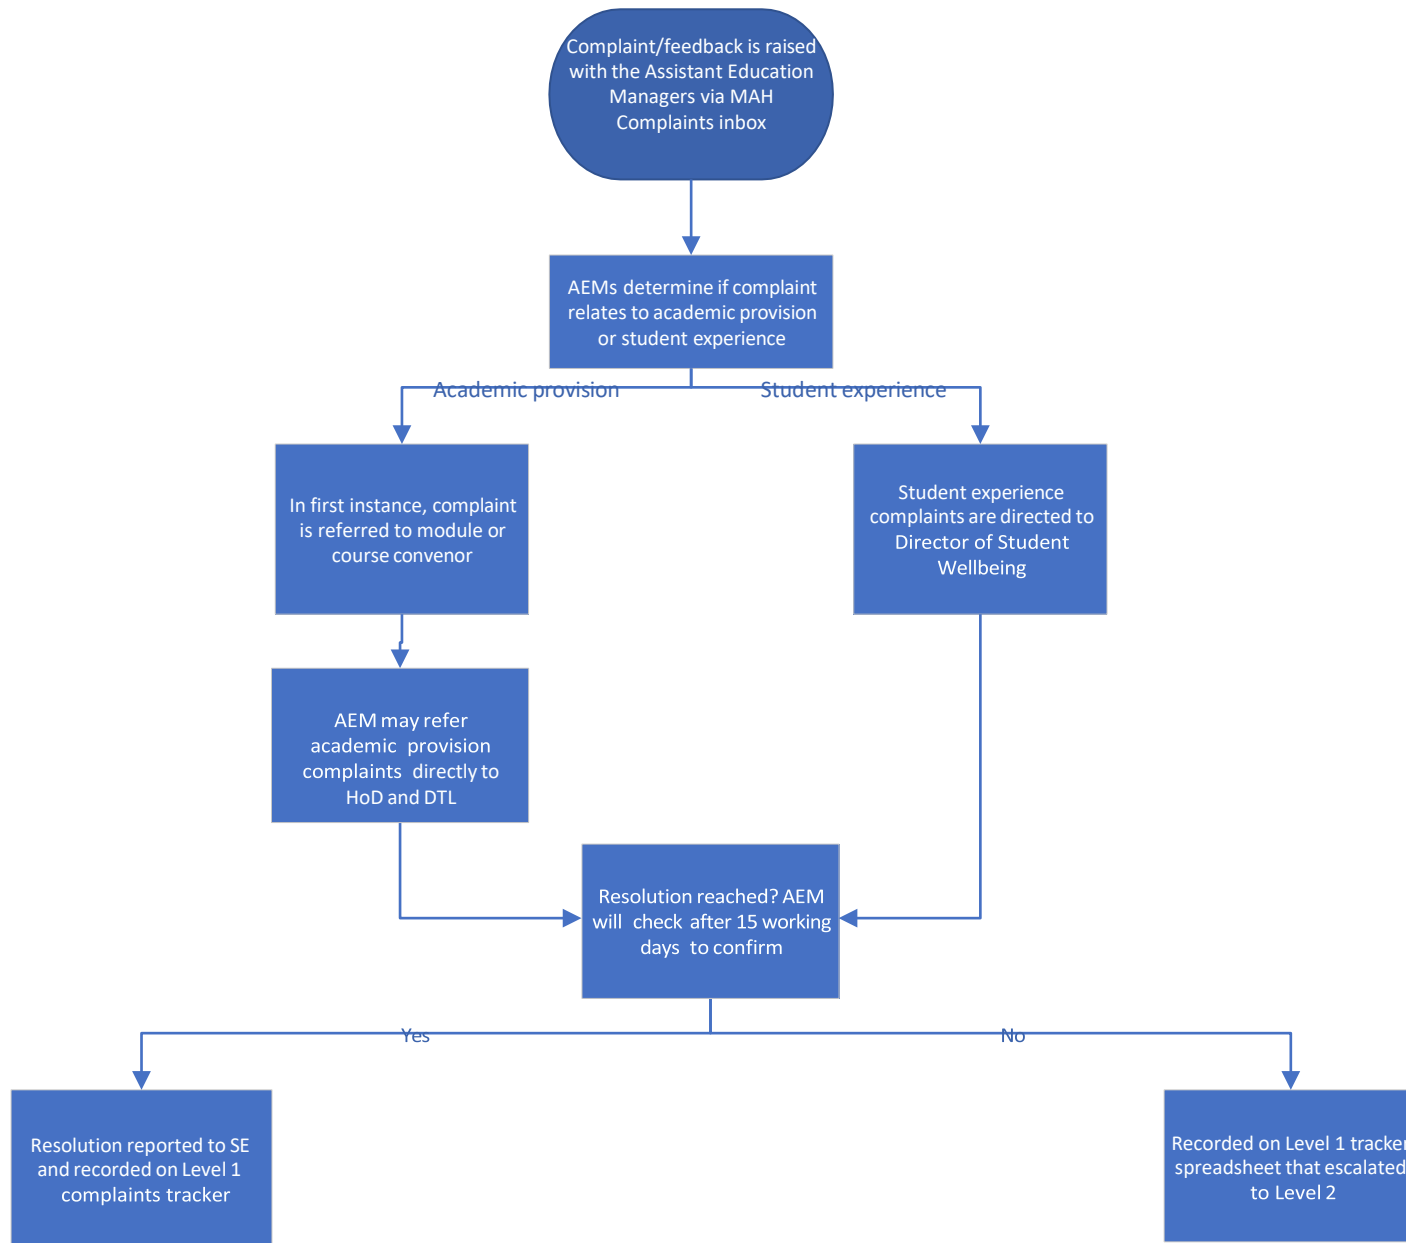 Complaint/feedback is raised
with the Assistant Education
Managers via MAH
Complaints inbox
AEMs determine if complaint
relates to academic provision
or student experience
Academic provision
Student experience
In first instance, complaint
is referred to module or
course convenor
Student experience
complaints are directed to
Director of Student
Wellbeing
AEM may refer
academic provision
complaints directly to
HoD and DTL
Resolution reached? AEM
will check after 15 working
days to confirm
Yes
No
Resolution reported to SE
and recorded on Level 1
complaints tracker
Recorded on Level 1 tracker
spreadsheet that escalated
to Level 2